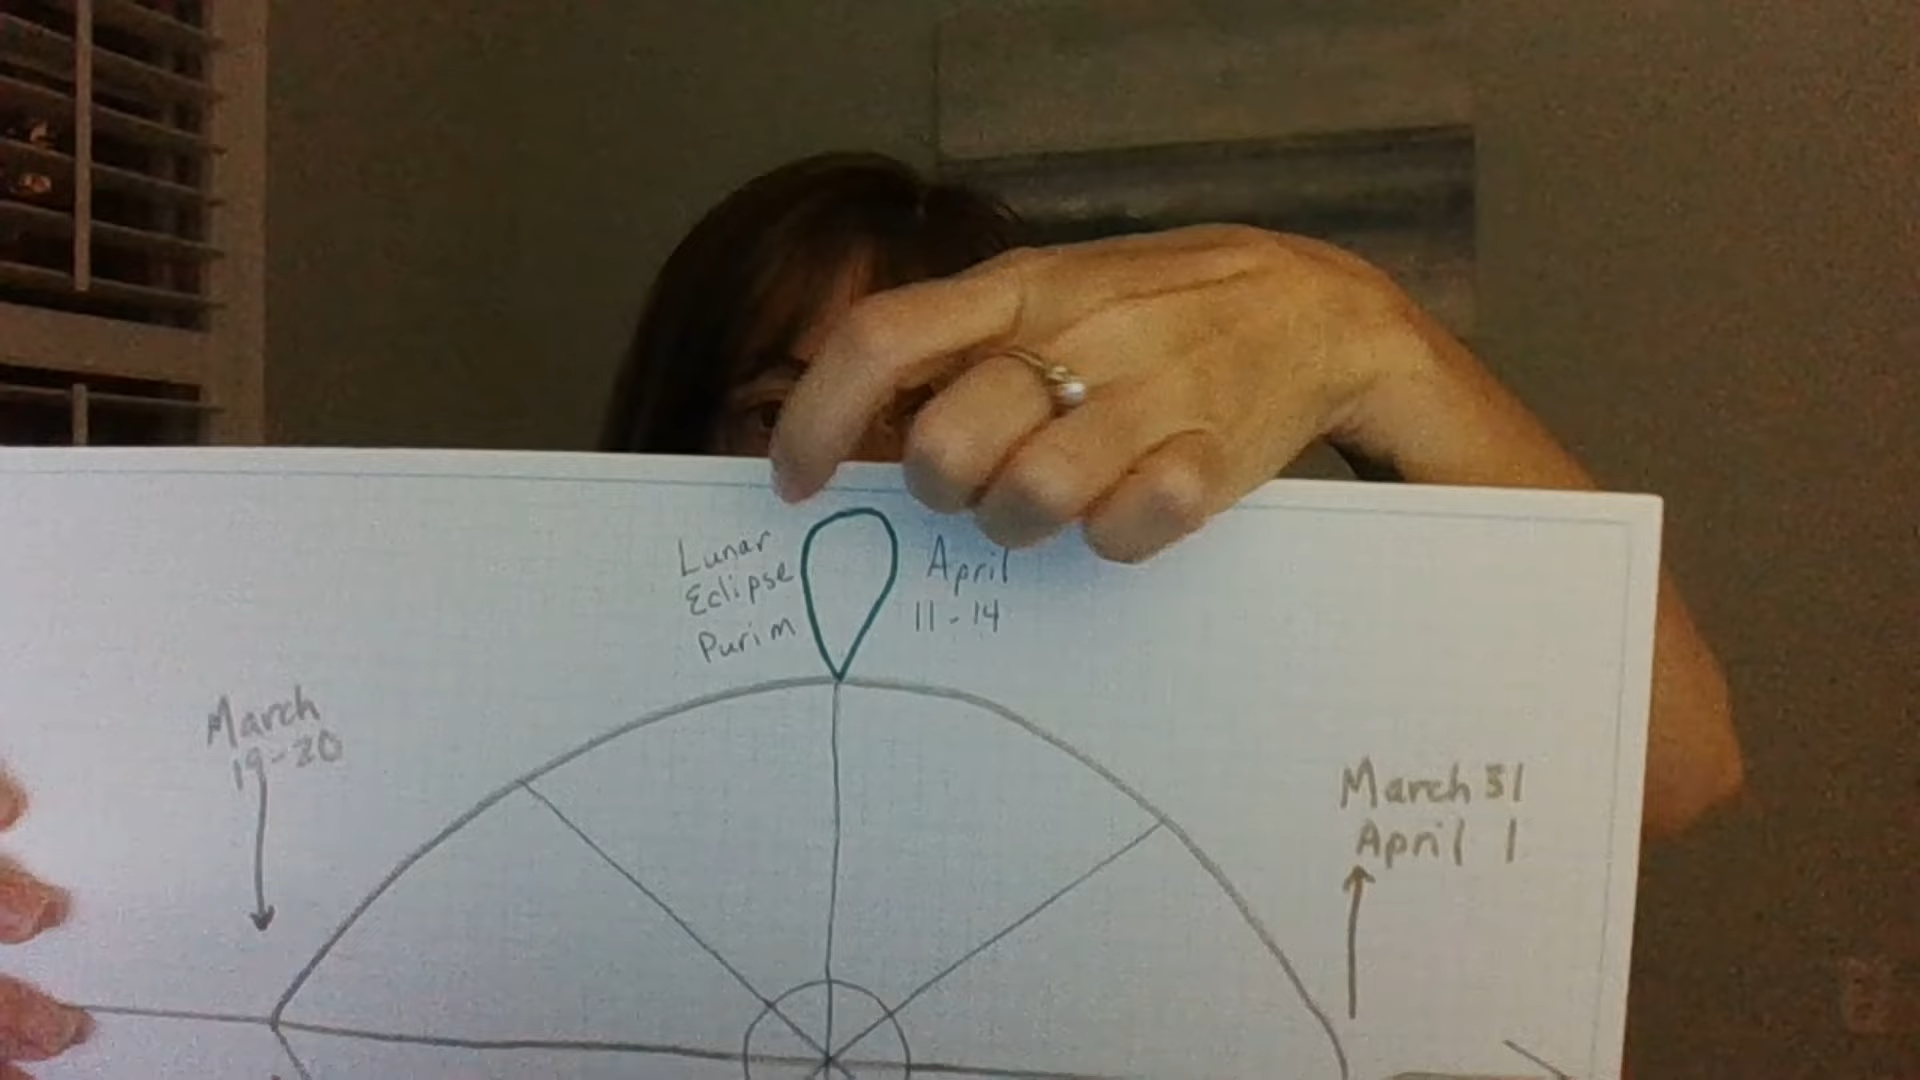 Lunar
Eclipse
Purim
April
11-14
March
19-20
March 31
April 1